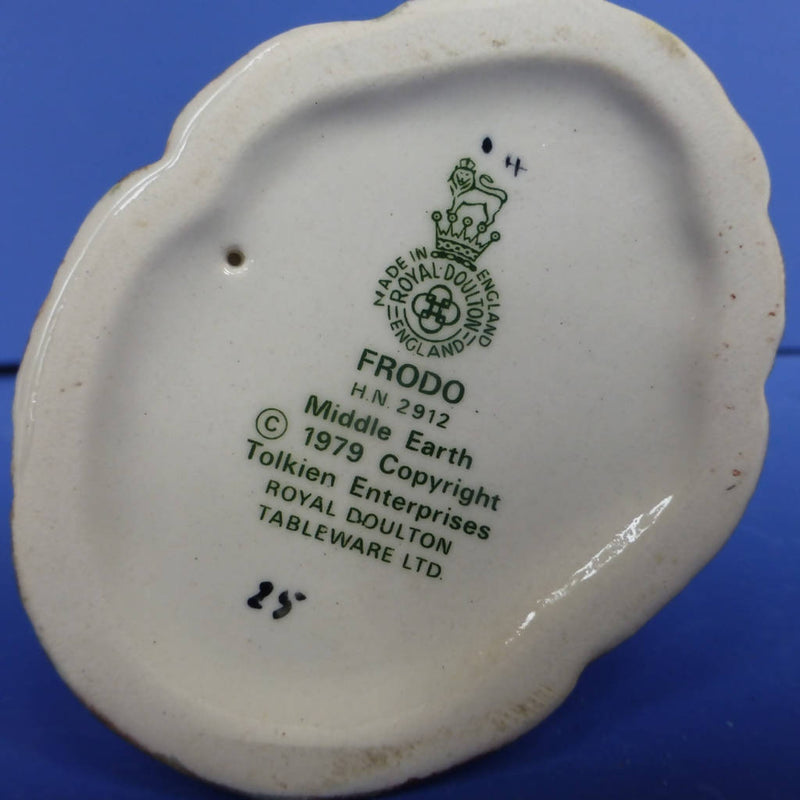 MADE IN ENGLAND
ROYAL·DOULTON
ENGLAND
FRODO
H.N. 2912
Middle Earth
© 1979 Copyright
Tolkien Enterprises
ROYAL DOULTON
TABLEWARE LTD.
25